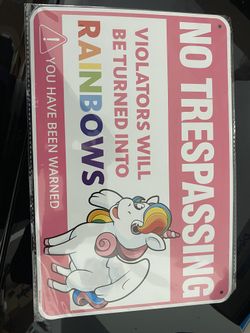 NO TRESPASSING
VIOLATORS WILL
BE TURNED INTO
RAINBOWS
YOU HAVE BEEN WARNED